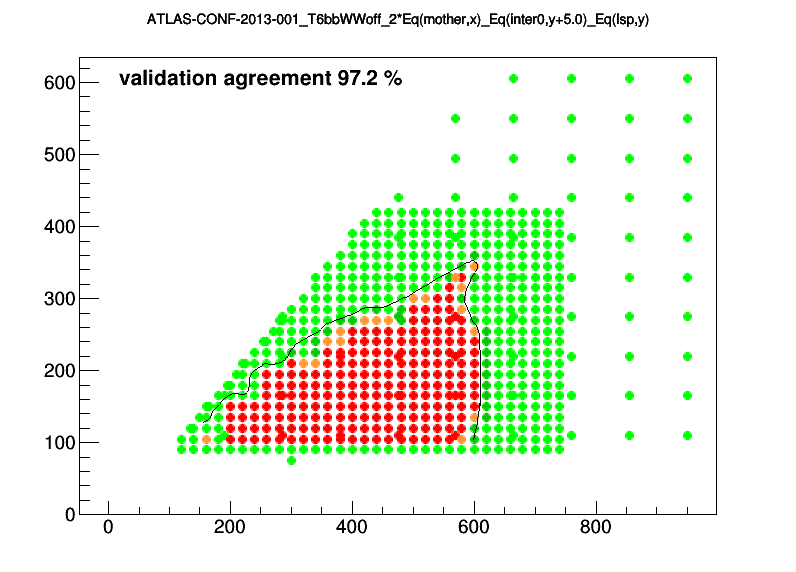 ATLAS-CONF-2013-001_T6bbWWoff_2*Eq(mother,x)_Eq(inter0,y+5.0)_Eq(lsp,y)
validation agreement 97.2 %
600
500
400
300
200
100
0
0 200 400 600 800